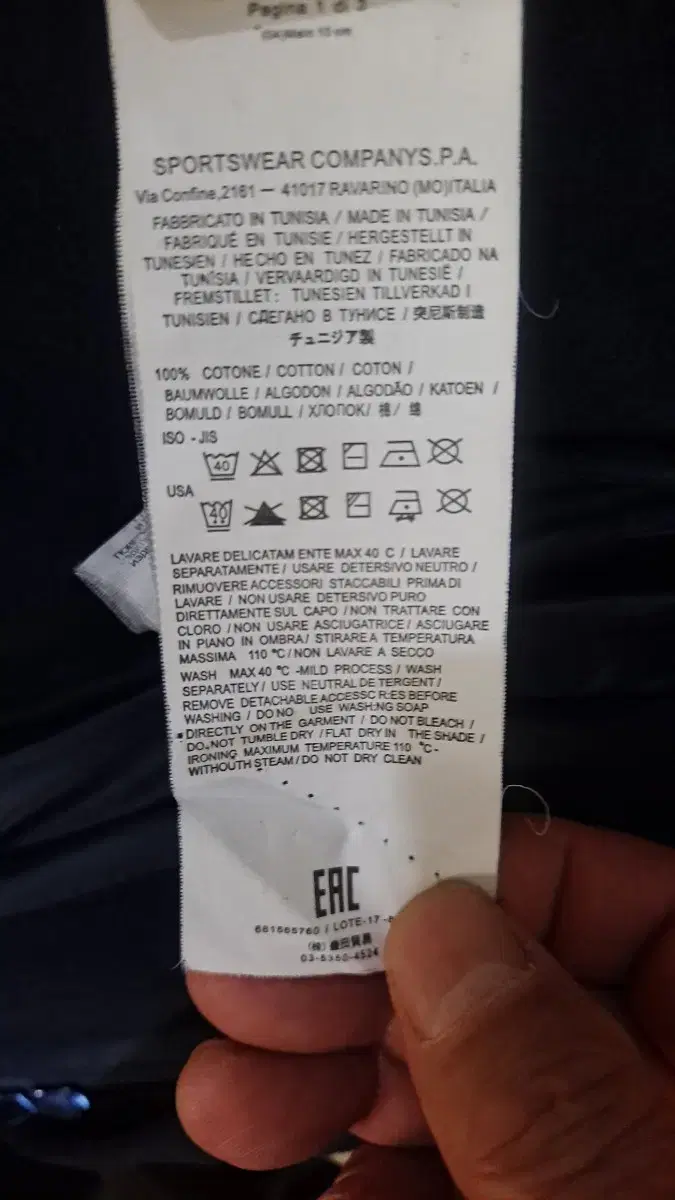 Pagina 1 di 3
SPORTSWEAR COMPANYS.P.A.
Via Confine,2161 — 41017 RAVARINO (MO)ITALIA
FABBRICATO IN TUNISIA / MADE IN TUNISIA /
FABRIQUÉ EN TUNISIE / HERGESTELLT IN
TUNESIEN / HECHO EN TUNEZ / FABRICADO NA
TUNÍSIA / VERVAARDIGD IN TUNESIË /
FREMSTILLET: TUNESIEN TILLVERKAD I
TUNISIEN / СДЕГАНО В ТУНИСЕ / 突尼斯制造
チュニジア製
100% COTONE / COTTON / COTON /
BAUMWOLLE / ALGODON / ALGODÃO / KATOEN /
BOMULD / BOMULL / ХЛОПОК/ 棉/ 綿
ISO - JIS
40
USA
40
LAVARE DELICATAM ENTE MAX 40 C / LAVARE
SEPARATAMENTE / USARE DETERSIVO NEUTRO /
RIMUOVERE ACCESSORI STACCABILI PRIMA DI
LAVARE / NON USARE DETERSIVO PURO
DIRETTAMENTE SUL CAPO / NON TRATTARE CON
CLORO / NON USARE ASCIUGATRICE / ASCIUGARE
IN PIANO IN OMBRA/ STIRARE A TEMPERATURA
MASSIMA 110 °C/NON LAVARE A SECCO
WASH MAX 40 °C -MILD PROCESS / WASH
SEPARATELY / USE NEUTRAL DE TERGENT /
REMOVE DETACHABLE ACCESSC RIES BEFORE
WASHING / DO NO USE WASHING SOAP
DIRECTLY ON THE GARMENT / DO NOT BLEACH /
DO NOT TUMBLE DRY / FLAT DRY IN THE SHADE /
IRONING MAXIMUM TEMPERATURE 110 °C-
WITHOUTH STEAM / DO NOT DRY CLEAN
EAC
661565760 / LOTE-17
03-6360-4524